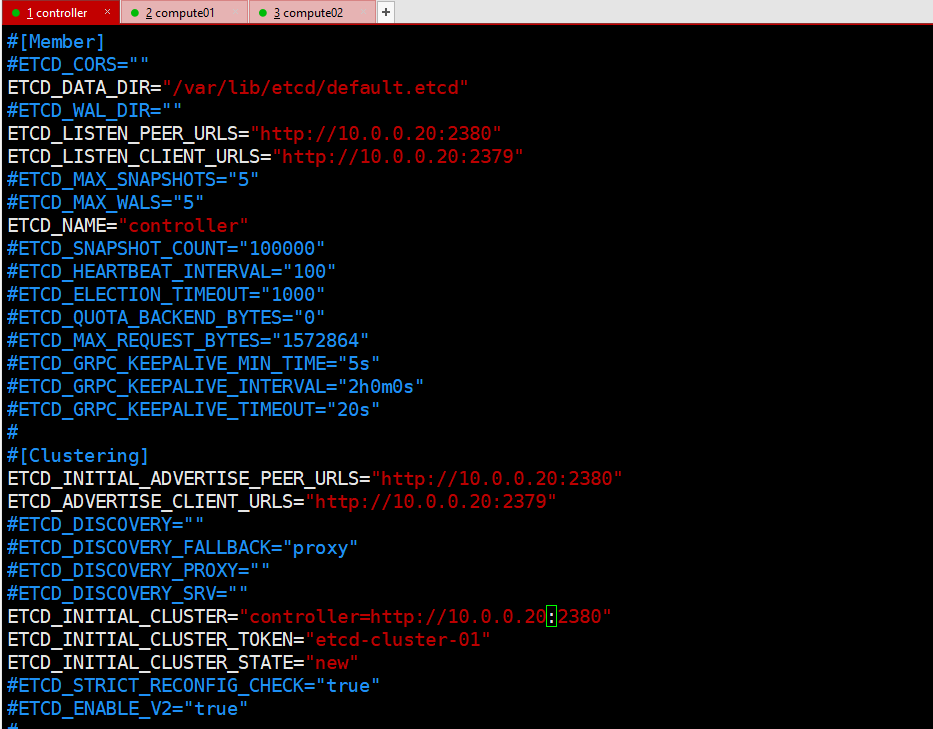 1 controller × 2 compute01 × 3 compute02 × +
#[Member]
#ETCD_CORS=""
ETCD_DATA_DIR="/var/lib/etcd/default.etcd"
#ETCD_WAL_DIR=""
ETCD_LISTEN_PEER_URLS="http://10.0.0.20:2380"
ETCD_LISTEN_CLIENT_URLS="http://10.0.0.20:2379"
#ETCD_MAX_SNAPSHOTS="5"
#ETCD_MAX_WALS="5"
ETCD_NAME="controller"
#ETCD_SNAPSHOT_COUNT="100000"
#ETCD_HEARTBEAT_INTERVAL="100"
#ETCD_ELECTION_TIMEOUT="1000"
#ETCD_QUOTA_BACKEND_BYTES="0"
#ETCD_MAX_REQUEST_BYTES="1572864"
#ETCD_GRPC_KEEPALIVE_MIN_TIME="5s"
#ETCD_GRPC_KEEPALIVE_INTERVAL="2h0m0s"
#ETCD_GRPC_KEEPALIVE_TIMEOUT="20s"
#
#[Clustering]
ETCD_INITIAL_ADVERTISE_PEER_URLS="http://10.0.0.20:2380"
ETCD_ADVERTISE_CLIENT_URLS="http://10.0.0.20:2379"
#ETCD_DISCOVERY=""
#ETCD_DISCOVERY_FALLBACK="proxy"
#ETCD_DISCOVERY_PROXY=""
#ETCD_DISCOVERY_SRV=""
ETCD_INITIAL_CLUSTER="controller=http://10.0.0.20:2380"
ETCD_INITIAL_CLUSTER_TOKEN="etcd-cluster-01"
ETCD_INITIAL_CLUSTER_STATE="new"
#ETCD_STRICT_RECONFIG_CHECK="true"
#ETCD_ENABLE_V2="true"
#